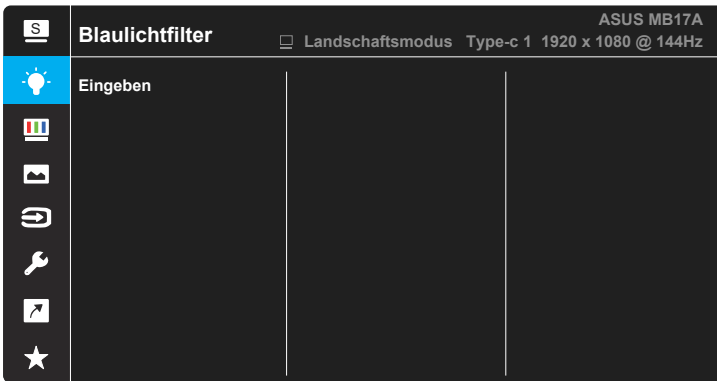 S
Blaulichtfilter
ASUS MB17A
Landschaftsmodus Type-c 1 1920 x 1080 @ 144Hz
Eingeben